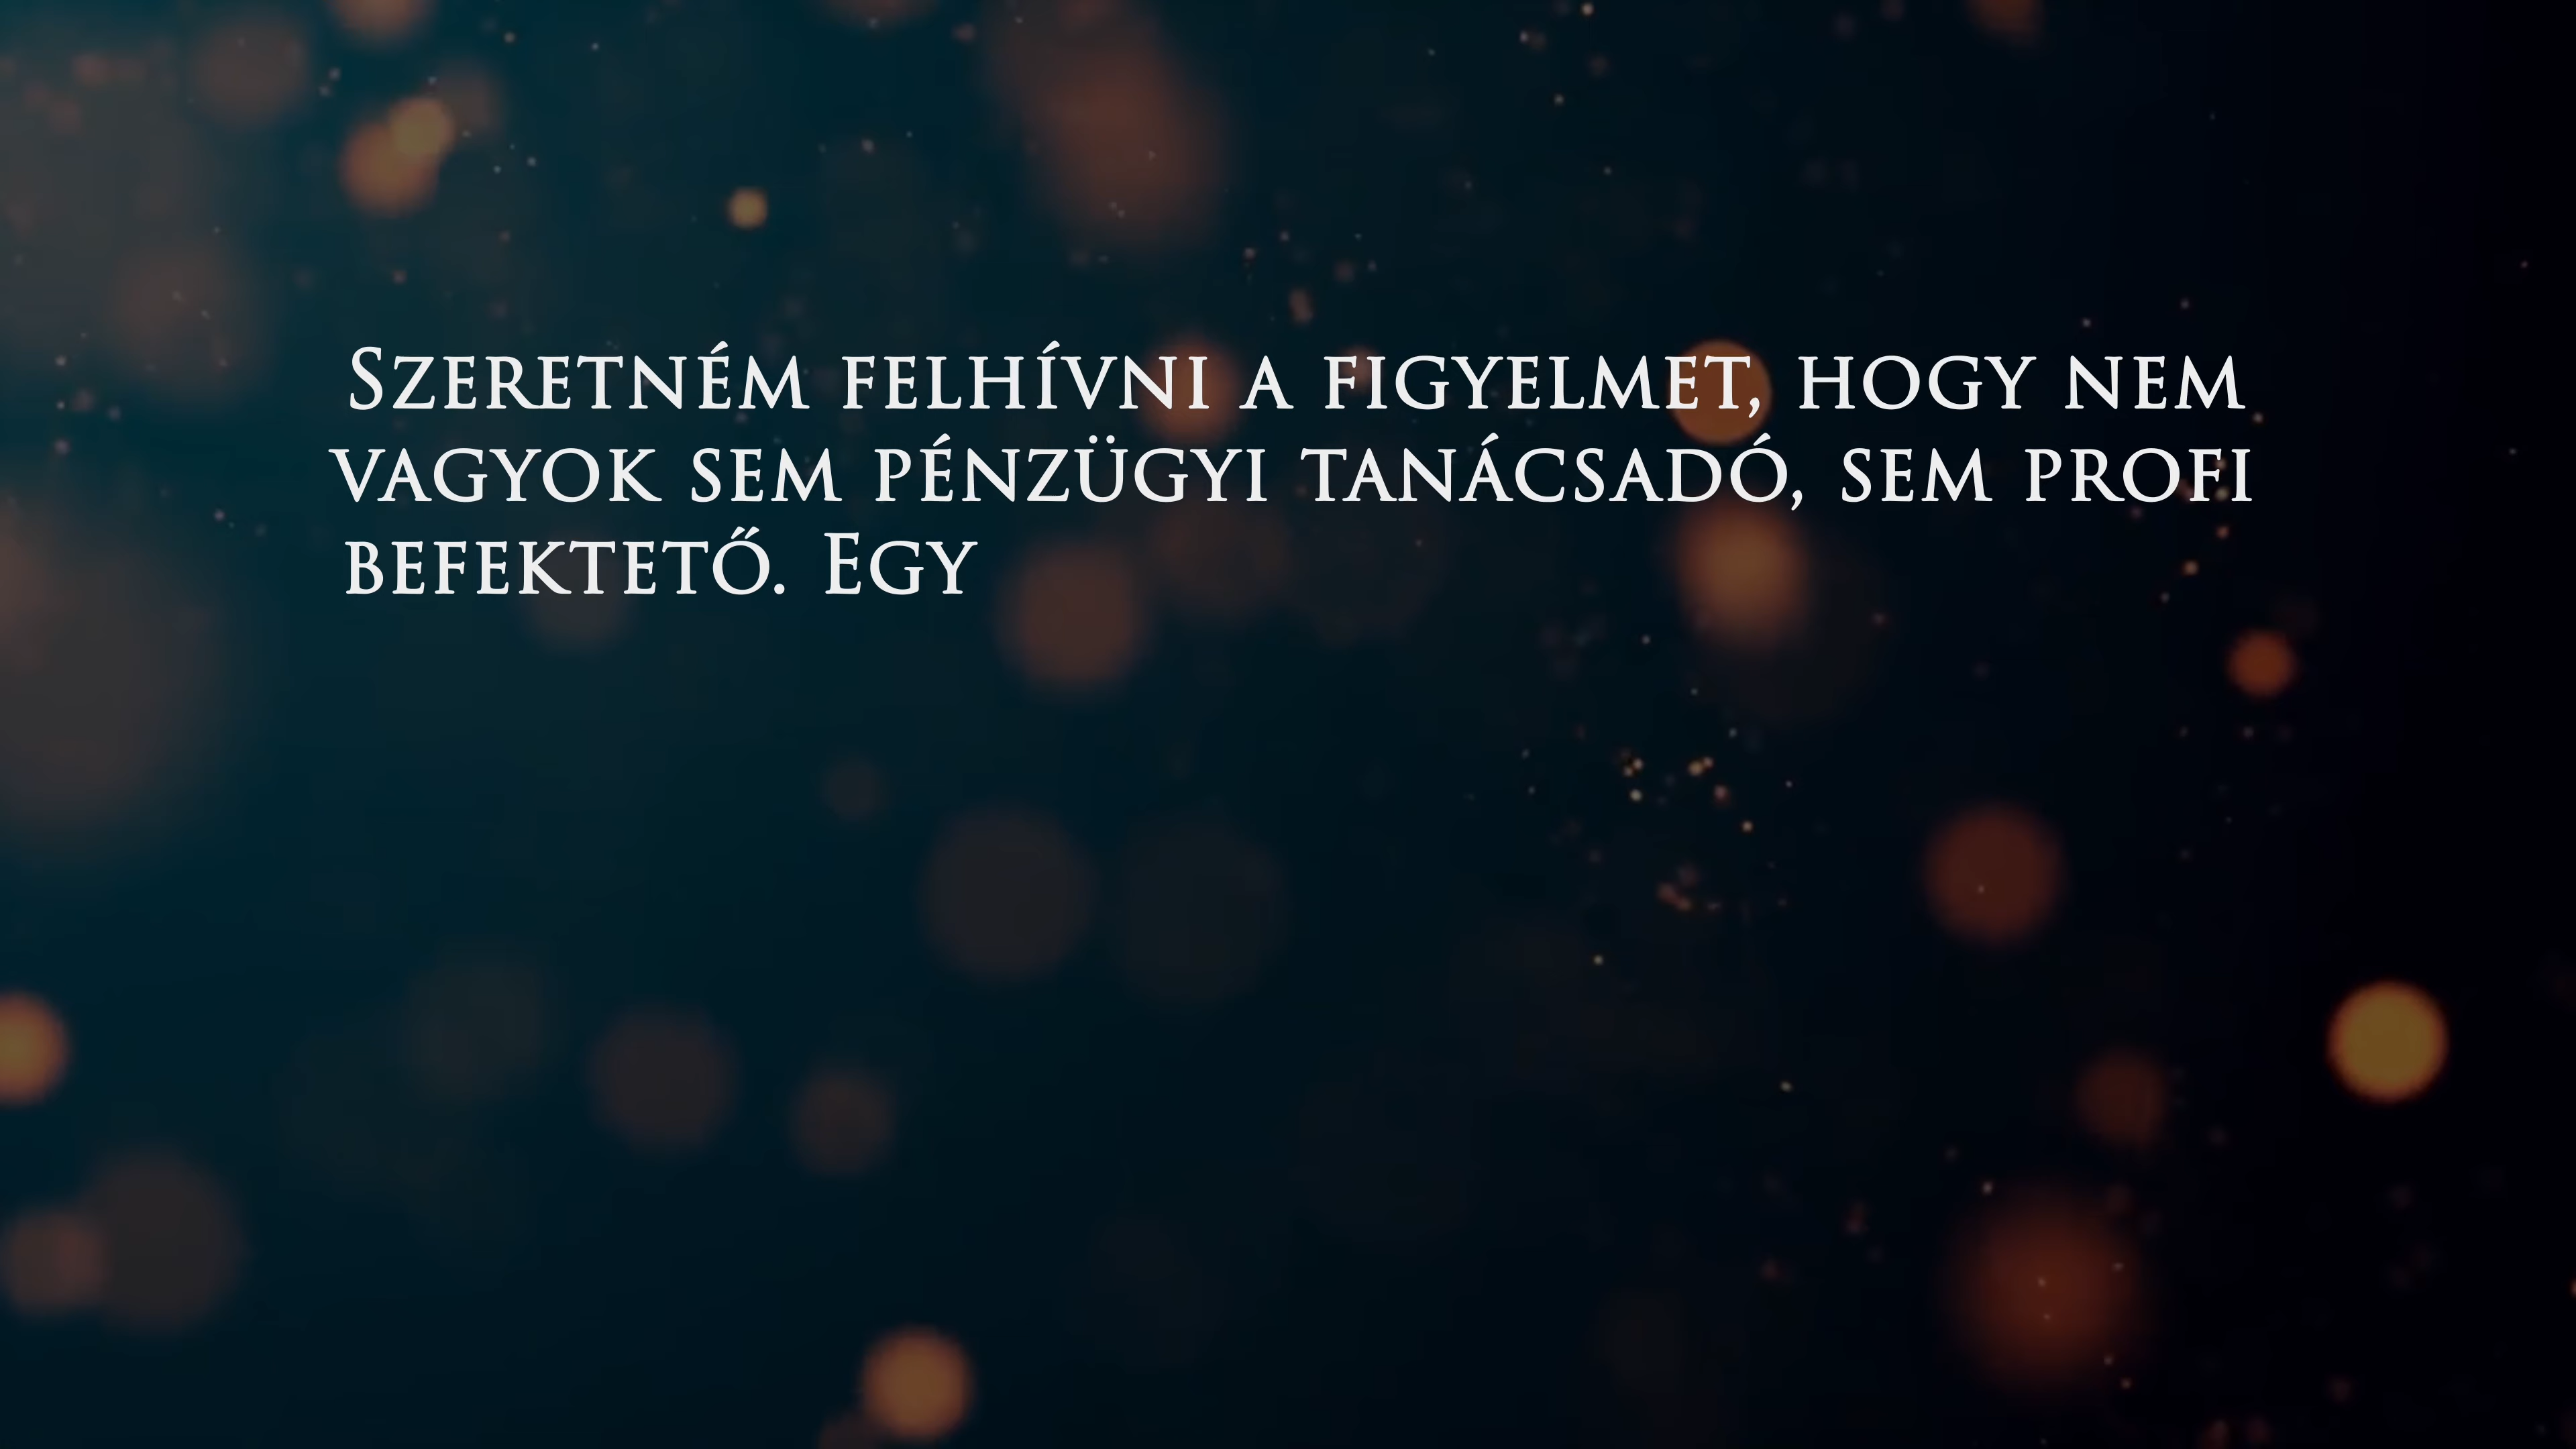 Szeretném felhívni a figyelmet, hogy nem
vagyok sem pénzügyi tanácsadó, sem profi
befektető. Egy